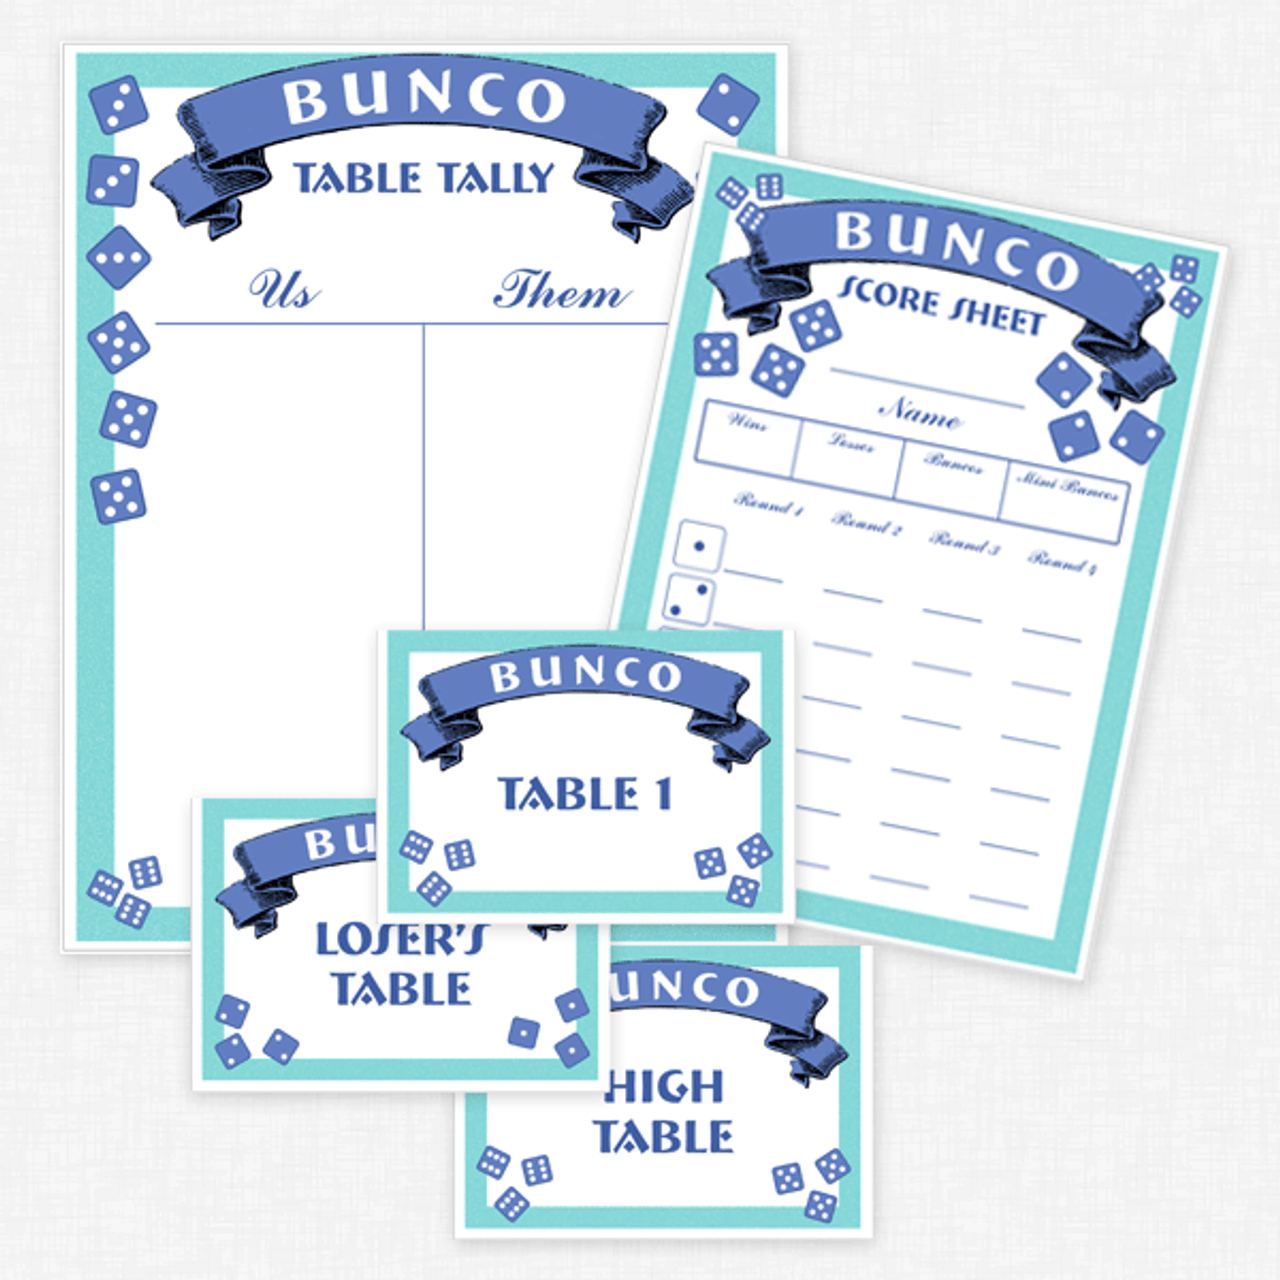 BUNCO
TABLE TALLY
Us Them
BUNCO
SCORE SHEET
Name
Wins Losses Buncos Mini Buncos
Round 1 Round 2 Round 3 Round 4
BUNCO
TABLE 1
BU
LOSER'S
TABLE
UNCO
HIGH
TABLE